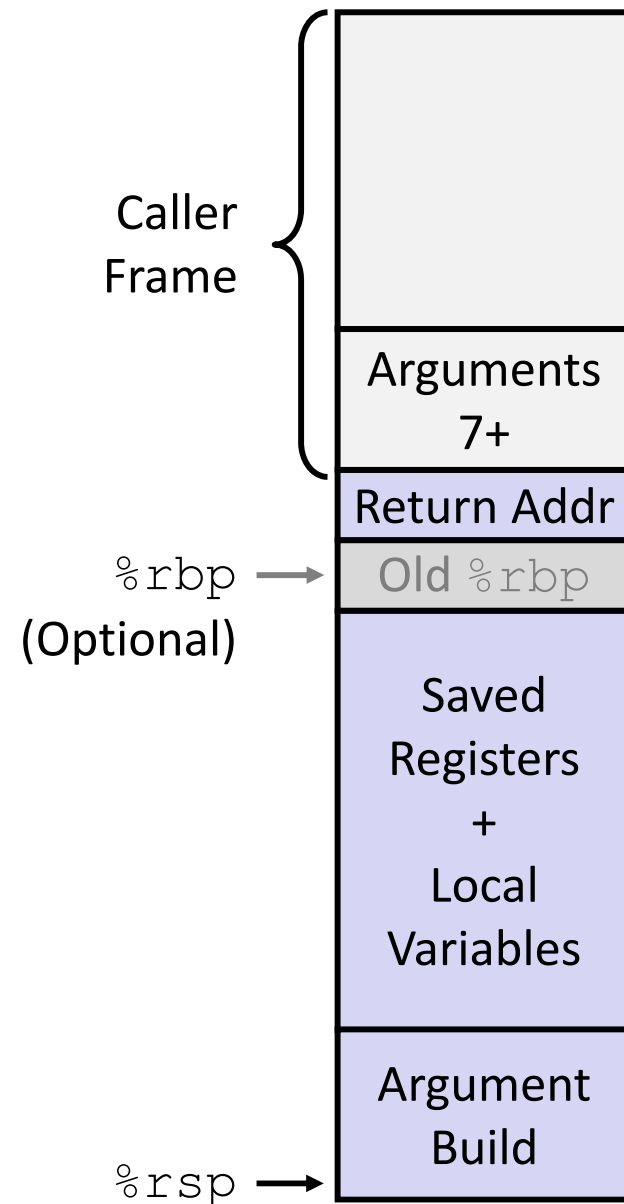 Caller
Frame
Arguments
7+
Return Addr
%rbp
Old %rbp
(Optional)
Saved
Registers
+
Local
Variables
Argument
Build
%rsp